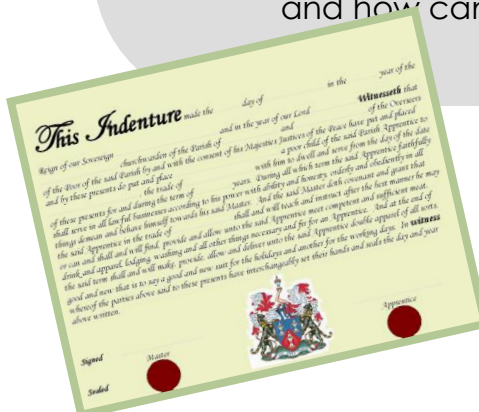 and how car
This Indenture made the day of in the year of the
Reign of our Sovereign and in the year of our Lord Witnesseth that
churchwarden of the Parish of and of the Overseers
of the Poor of the said Parish by and with the consent of his Majesties Justices of the Peace have put and placed
and by these presents do put and place a poor child of the said Parish Apprentice to
the trade of with him to dwell and serve from the day of the date
of these presents for and during the term of years. During all which term the said Apprentice faithfully
shall serve in all lawful businesses according to his power with ability and honesty, orderly and obediently in all
things demean and behave himself towards his said Master. And the said Master doth covenant and grant that
the said Apprentice in the trade of shall and will teach and instruct after the best manner he may
or can and shall and will find, provide and allow unto the said Apprentice meet competent and sufficient meat,
drink and apparel, lodging, washing and all other things necessary and fit for an Apprentice. And at the end of
the said term shall and will make, provide, allow and deliver unto the said Apprentice double apparel of all sorts,
good and new that is to say a good and new suit for the holidays and another for the working days. In witness
whereof the parties above said to these presents have interchangeably set their hands and seals the day and year
above written.
Signed Master Apprentice
Sealed